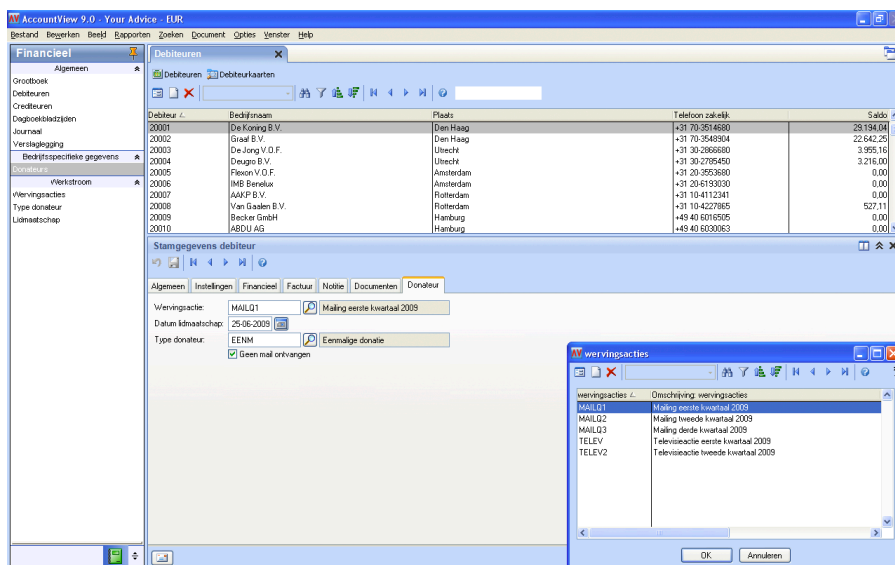 AccountView 9.0 - Your Advice - EUR
Bestand Bewerken Beeld Rapporten Zoeken Document Opties Venster Help
Financieel
Algemeen
Grootboek
Debiteuren
Crediteuren
Dagboekbladzijden
Journaal
Verslaglegging
Bedrijfsspecifieke gegevens
Donateurs
Werkstroom
Wervingsacties
Type donateur
Lidmaatschap
Debiteuren
Debiteuren Debiteurkaarten
Debiteur Bedrijfsnaam Plaats Telefoon zakelijk Saldo
20001 De Koning B.V. Den Haag +31 70-3514680 29.194,04
20002 Graaf B.V. Den Haag +31 70-3548904 22.642,25
20003 De Jong V.O.F. Utrecht +31 30-2866680 3.955,16
20004 Deugro B.V. Utrecht +31 30-2785450 3.216,00
20005 Flexon V.O.F. Amsterdam +31 20-3553680 0,00
20006 IMB Benelux Amsterdam +31 20-6193030 0,00
20007 AAKP B.V. Rotterdam +31 10-4112341 0,00
20008 Van Gaalen B.V. Rotterdam +31 10-4227865 527,11
20009 Becker GmbH Hamburg +49 40 6016505 0,00
20010 ABDU AG Hamburg +49 40 6030063 0,00
Stamgegevens debiteur
Algemeen Instellingen Financieel Factuur Notitie Documenten Donateur
Wervingsactie: MAILQ1 Mailing eerste kwartaal 2009
Datum lidmaatschap: 25-06-2009
Type donateur: EENM Eenmalige donatie
Geen mail ontvangen
wervingsacties
wervingsacties Omschrijving: wervingsacties
MAILQ1 Mailing eerste kwartaal 2009
MAILQ2 Mailing tweede kwartaal 2009
MAILQ3 Mailing derde kwartaal 2009
TELEV Televisieactie eerste kwartaal 2009
TELEV2 Televisieactie tweede kwartaal 2009
OK Annuleren